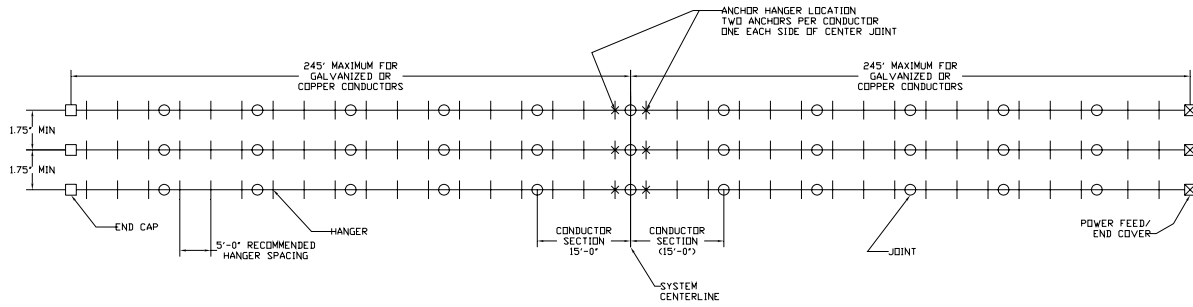 ANCHOR HANGER LOCATION
TWO ANCHORS PER CONDUCTOR
ONE EACH SIDE OF CENTER JOINT
245' MAXIMUM FOR
GALVANIZED OR
COPPER CONDUCTORS
245' MAXIMUM FOR
GALVANIZED OR
COPPER CONDUCTORS
1.75" MIN
1.75" MIN
END CAP
HANGER
5'-0" RECOMMENDED
HANGER SPACING
CONDUCTOR
SECTION
15'-0"
CONDUCTOR
SECTION
(15'-0")
JOINT
POWER FEED/
END COVER
SYSTEM
CENTERLINE